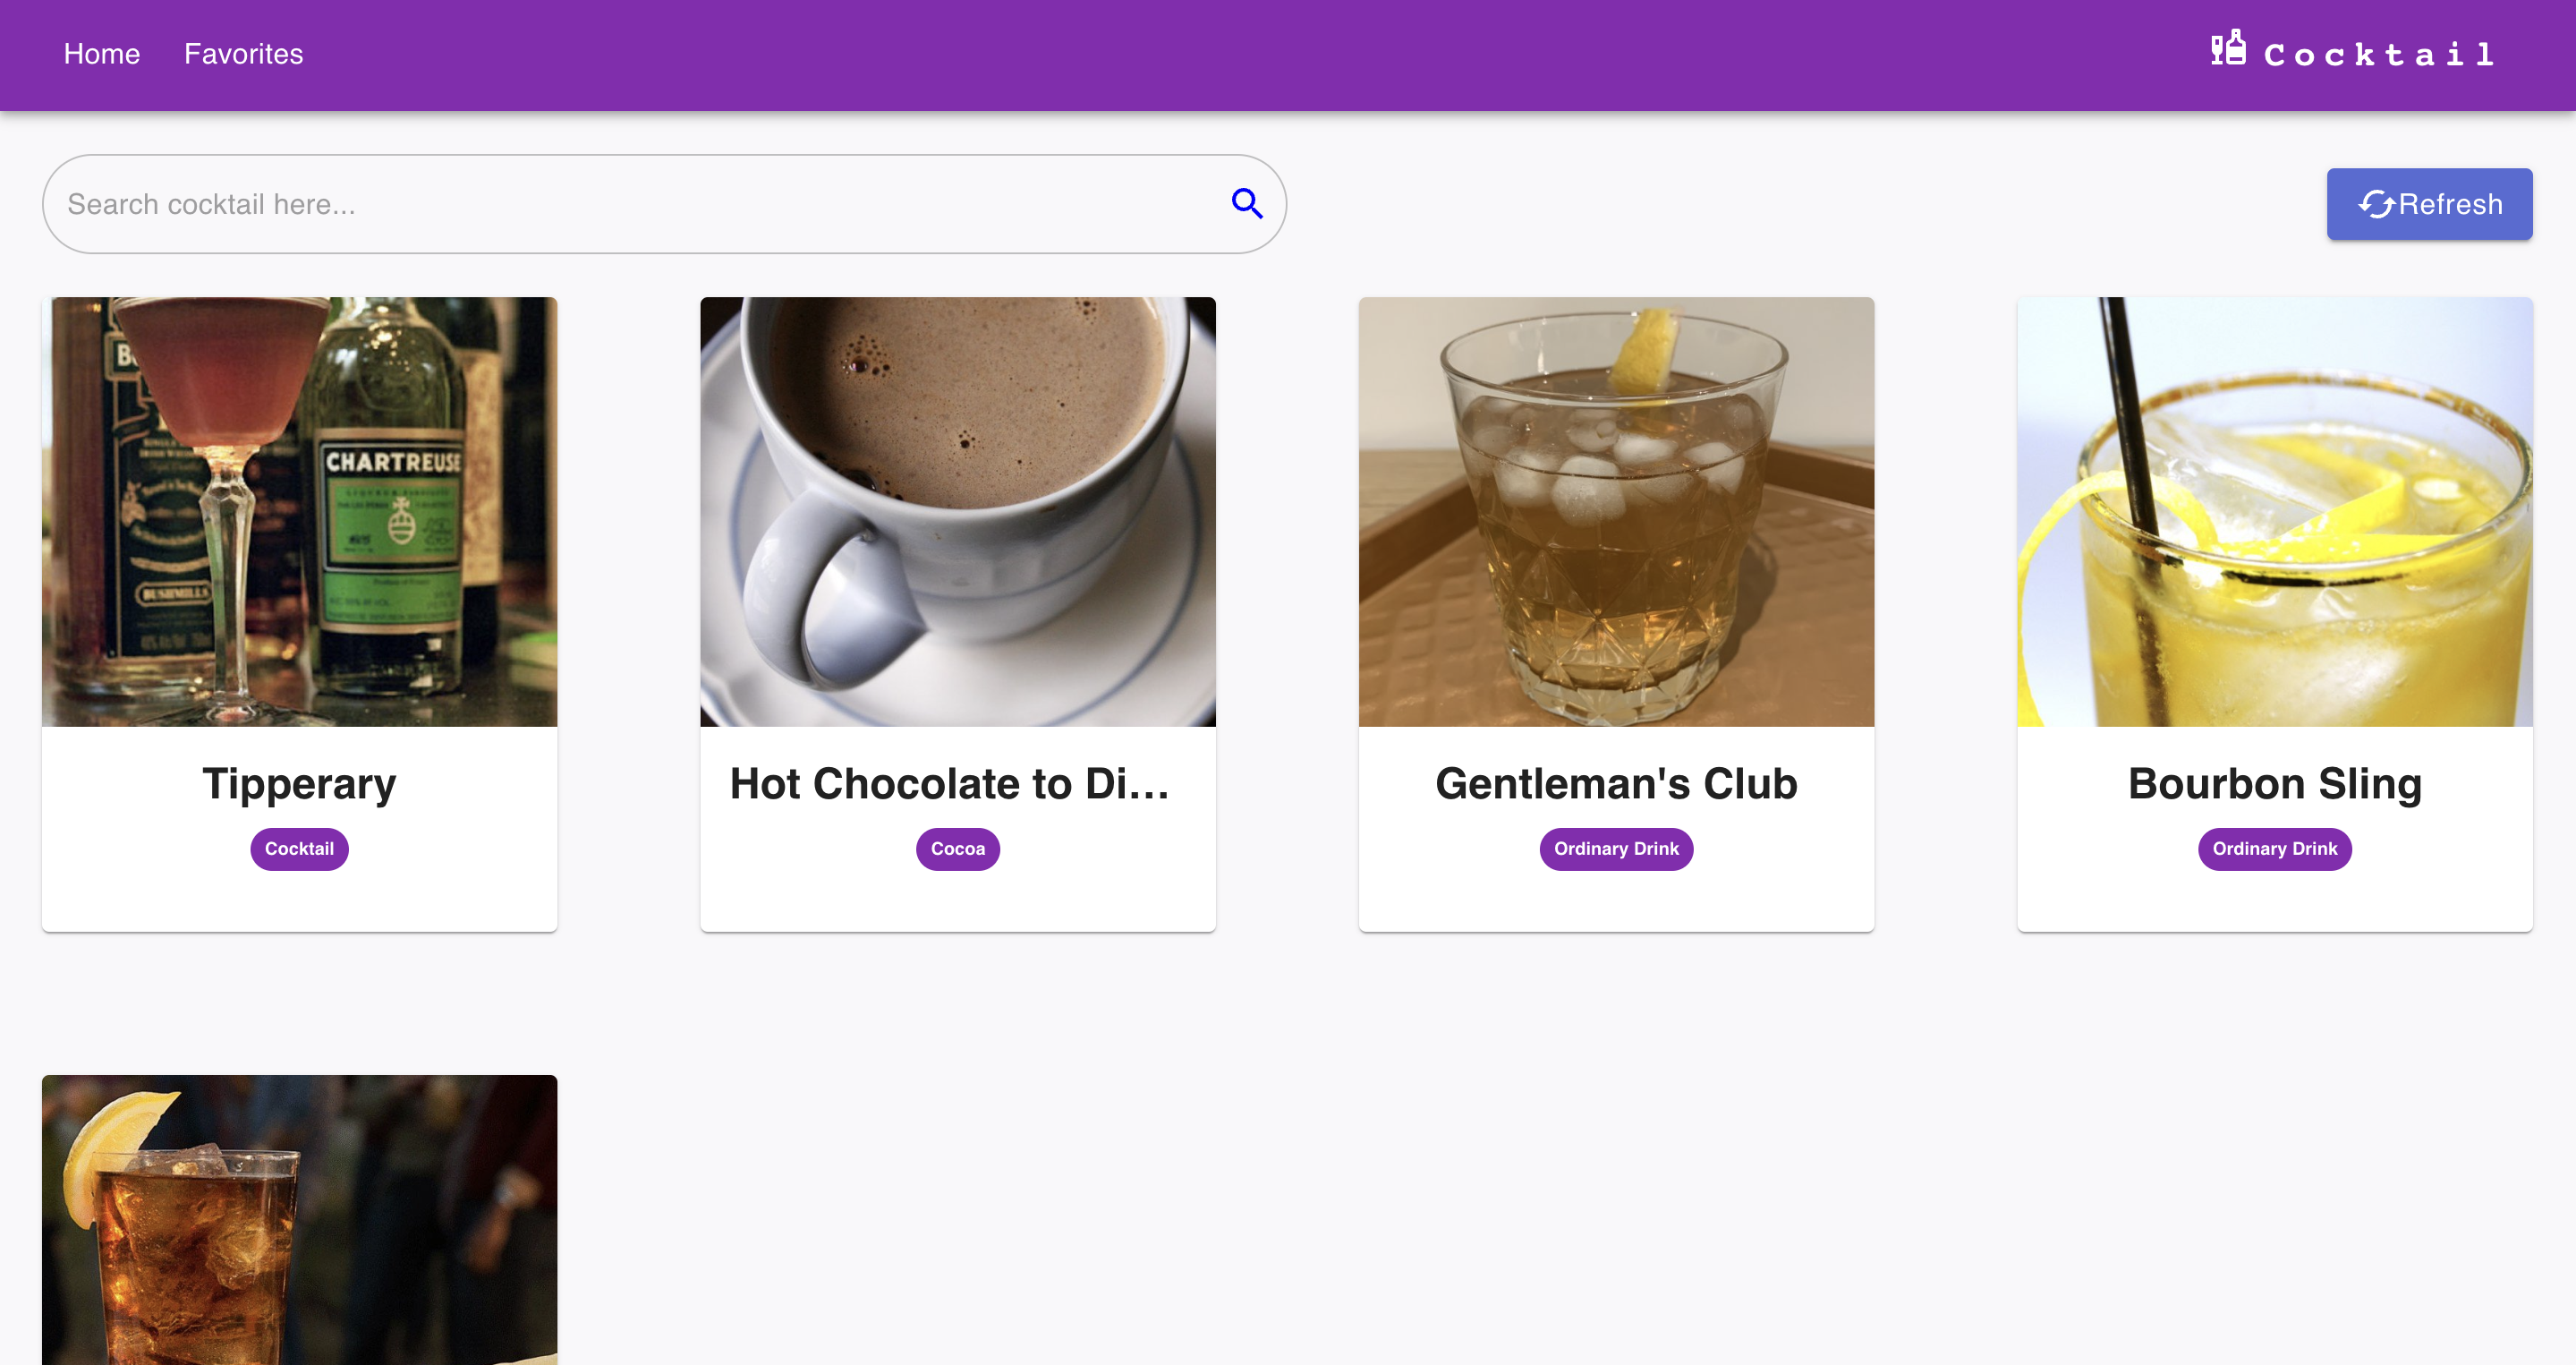 Home Favorites Cocktail
Search cocktail here...
Refresh
CHARTREUSE
BUSHMILLS
Tipperary
Cocktail
Hot Chocolate to Di...
Cocoa
Gentleman's Club
Ordinary Drink
Bourbon Sling
Ordinary Drink